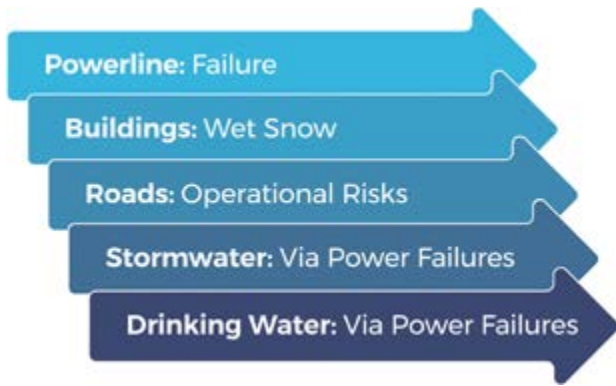 Powerline: Failure
Buildings: Wet Snow
Roads: Operational Risks
Stormwater: Via Power Failures
Drinking Water: Via Power Failures